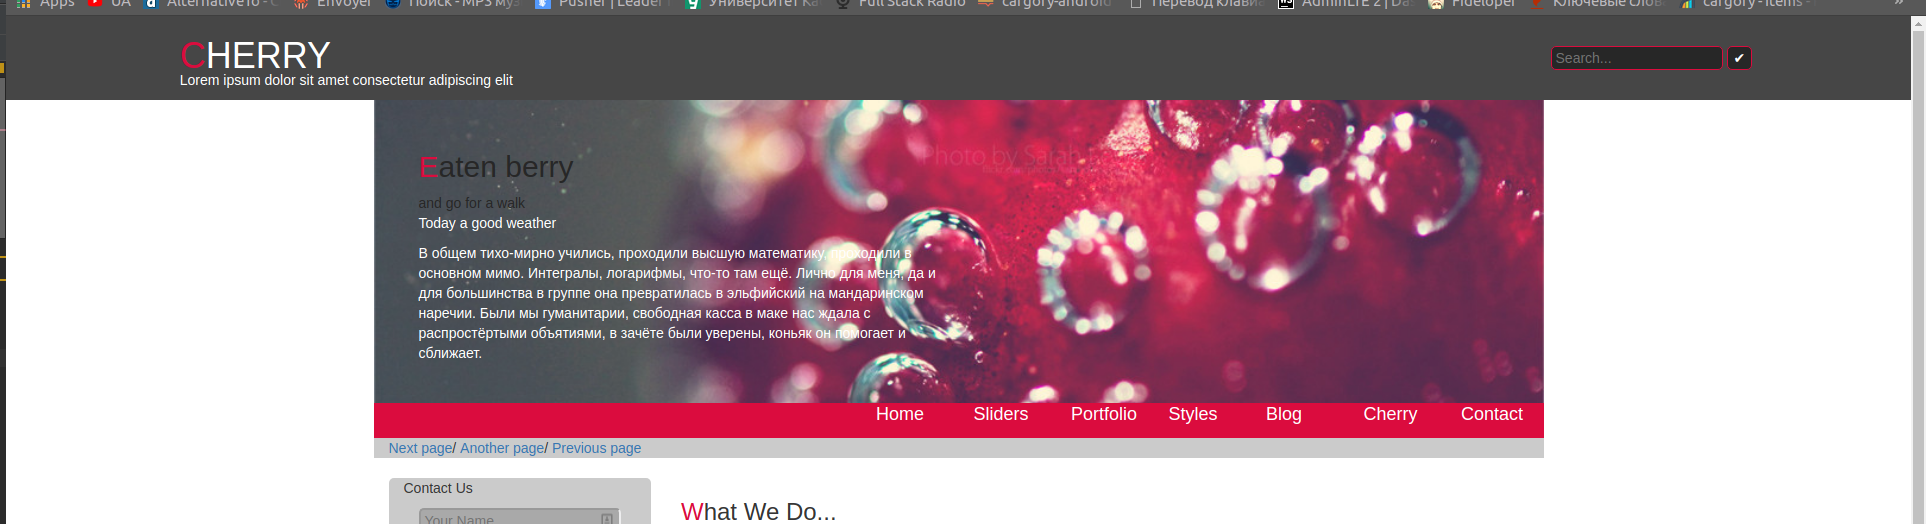 Apps UA AlternativeTo - Envoyer Поиск - MP3 муз Pusher | Leader Университет Ка Full Stack Radio cargory-android Перевод клавиа AdminLTE 2 | Da Fideloper Ключевые слов cargory - items - »
CHERRY
Lorem ipsum dolor sit amet consectetur adipiscing elit
Search... ✔
Photo by Sarah
Eaten berry
and go for a walk
Today a good weather
В общем тихо-мирно учились, проходили высшую математику, проходили в
основном мимо. Интегралы, логарифмы, что-то там ещё. Лично для меня, да и
для большинства в группе она превратилась в эльфийский на мандаринском
наречии. Были мы гуманитарии, свободная касса в маке нас ждала с
распростёртыми объятиями, в зачёте были уверены, коньяк он помогает и
сближает.
Home Sliders Portfolio Styles Blog Cherry Contact
Next page/ Another page/ Previous page
Contact Us
Your Name
What We Do...